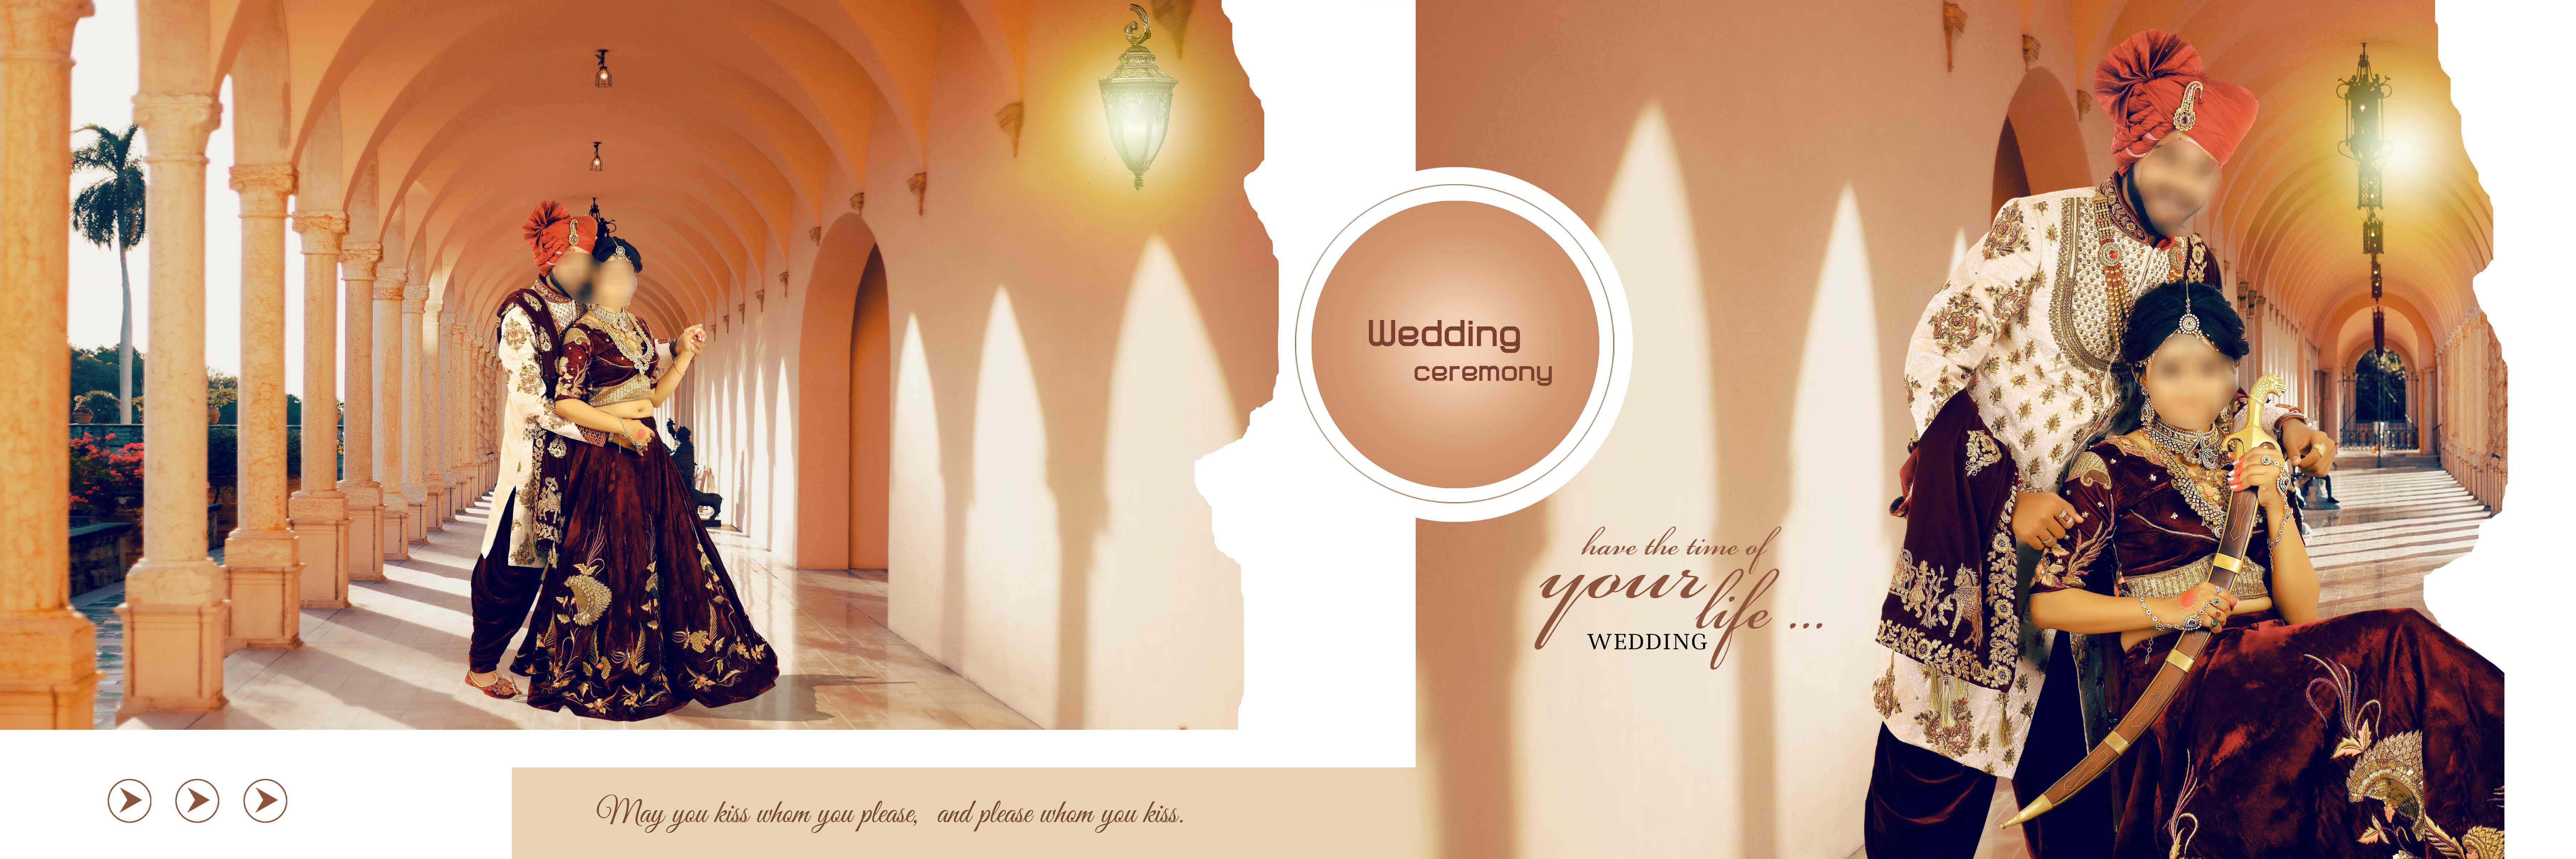 Wedding
ceremony
have the time of
your life ...
WEDDING
May you kiss whom you please, and please whom you kiss.